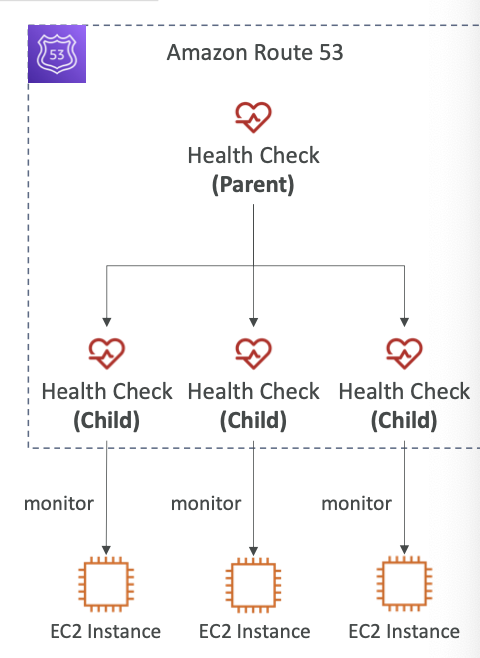 53
Amazon Route 53
Health Check
(Parent)
Health Check Health Check Health Check
(Child) (Child) (Child)
monitor monitor monitor
EC2 Instance EC2 Instance EC2 Instance